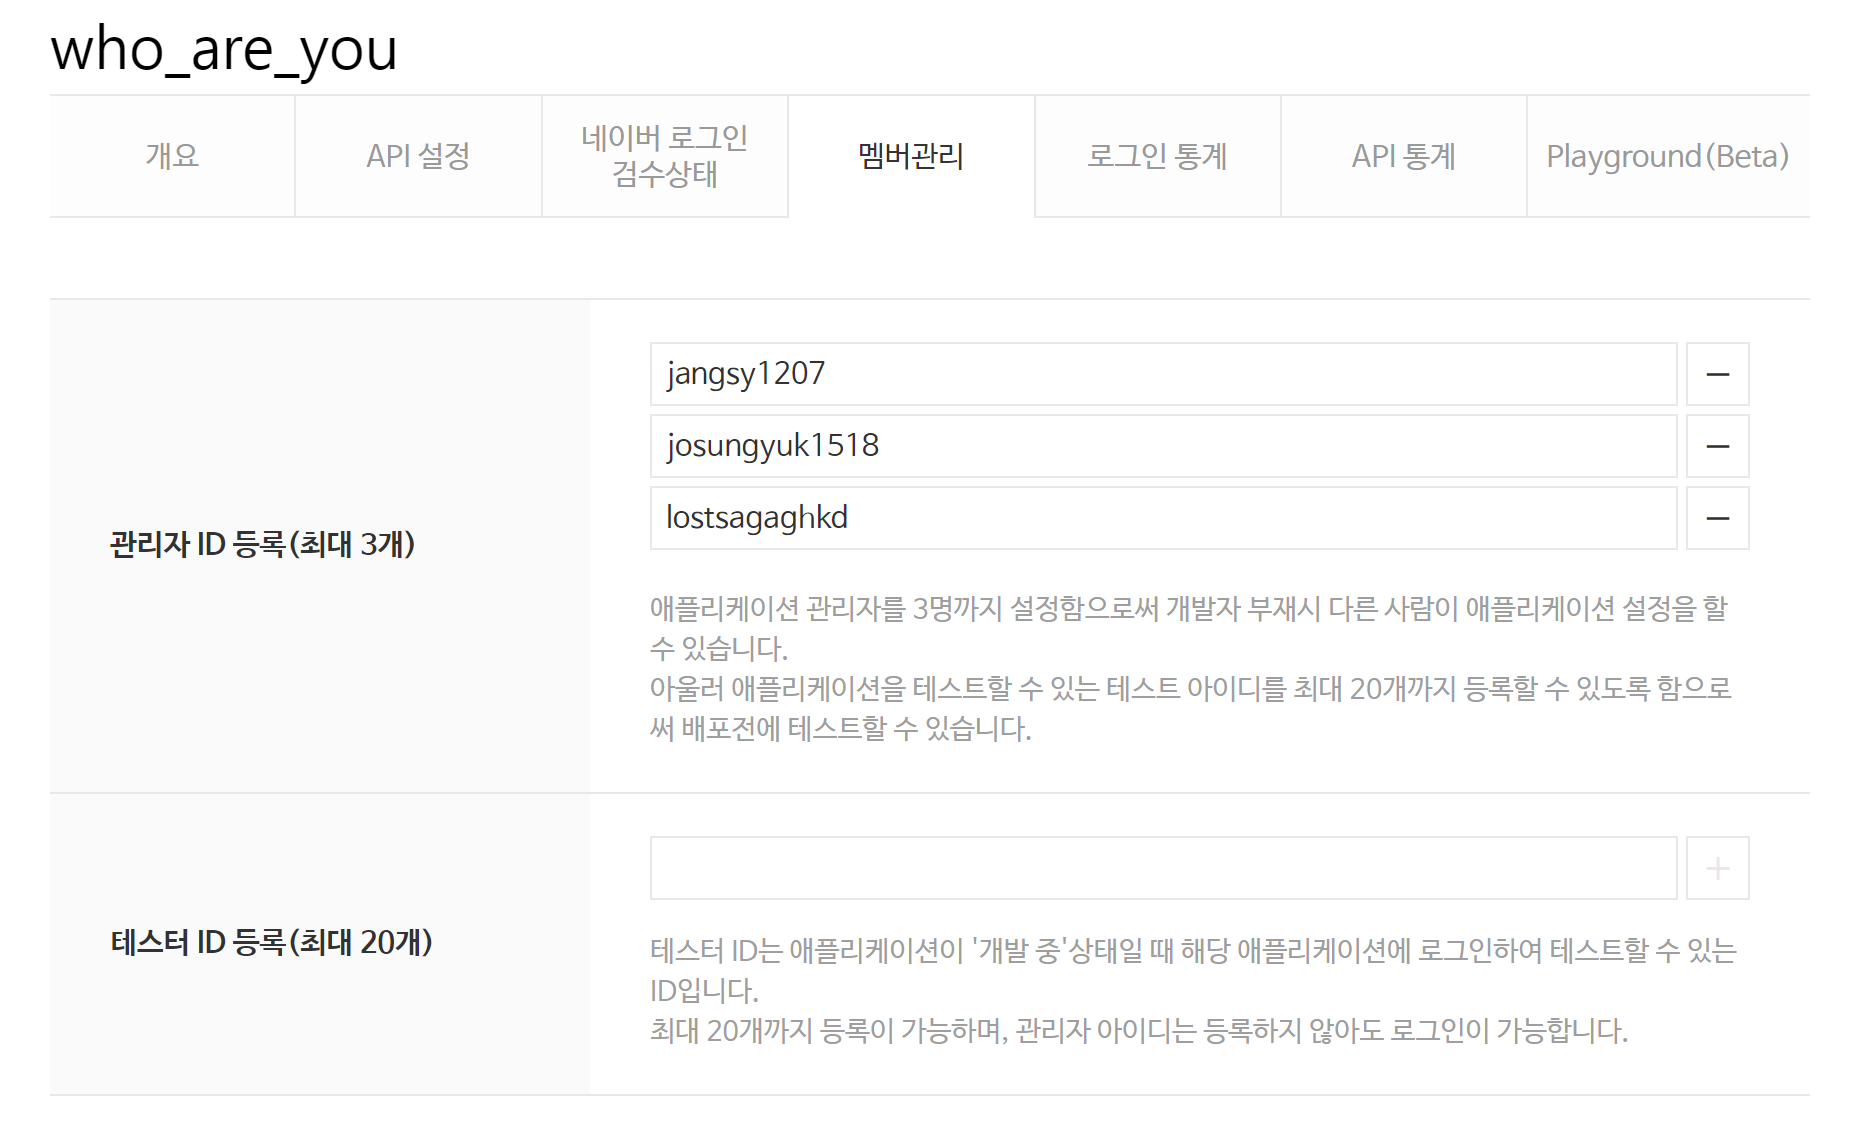 who_are_you
개요
API 설정
네이버 로그인
검수상태
멤버관리
로그인 통계
API 통계
Playground(Beta)
관리자 ID 등록(최대 3개)
jangsy1207
josungyuk1518
lostsagaghkd
애플리케이션 관리자를 3명까지 설정함으로써 개발자 부재시 다른 사람이 애플리케이션 설정을 할
수 있습니다.
아울러 애플리케이션을 테스트할 수 있는 테스트 아이디를 최대 20개까지 등록할 수 있도록 함으로
써 배포전에 테스트할 수 있습니다.
테스터 ID 등록(최대 20개)
테스터 ID는 애플리케이션이 '개발 중'상태일 때 해당 애플리케이션에 로그인하여 테스트할 수 있는
ID입니다.
최대 20개까지 등록이 가능하며, 관리자 아이디는 등록하지 않아도 로그인이 가능합니다.